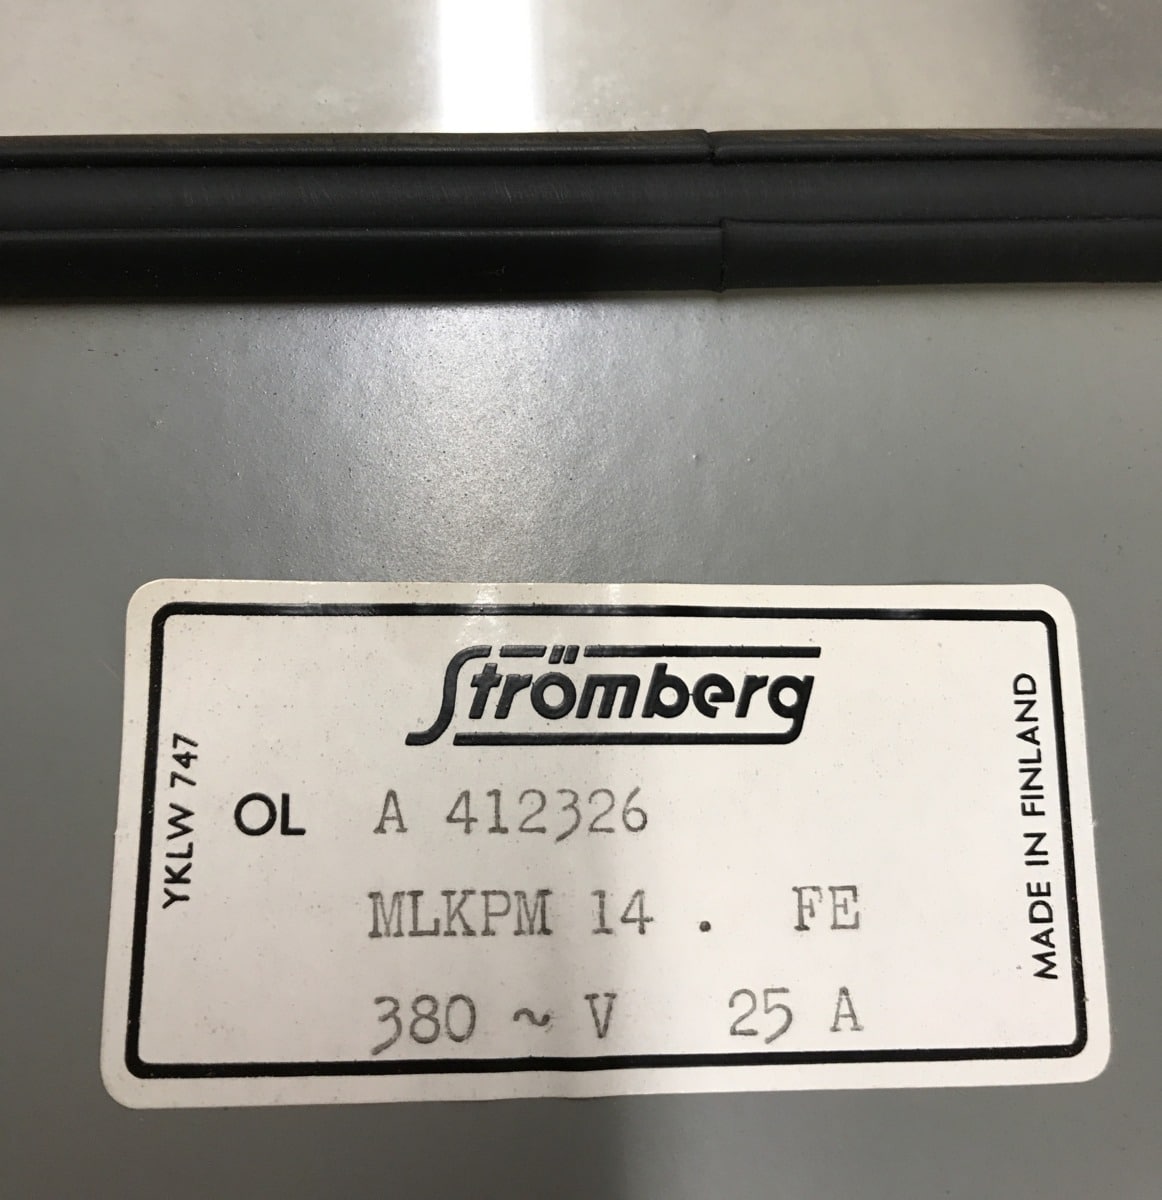 Strömberg
YKLW 747
OL A 412326
MLKPM 14 . FE
380 ~ V 25 A
MADE IN FINLAND